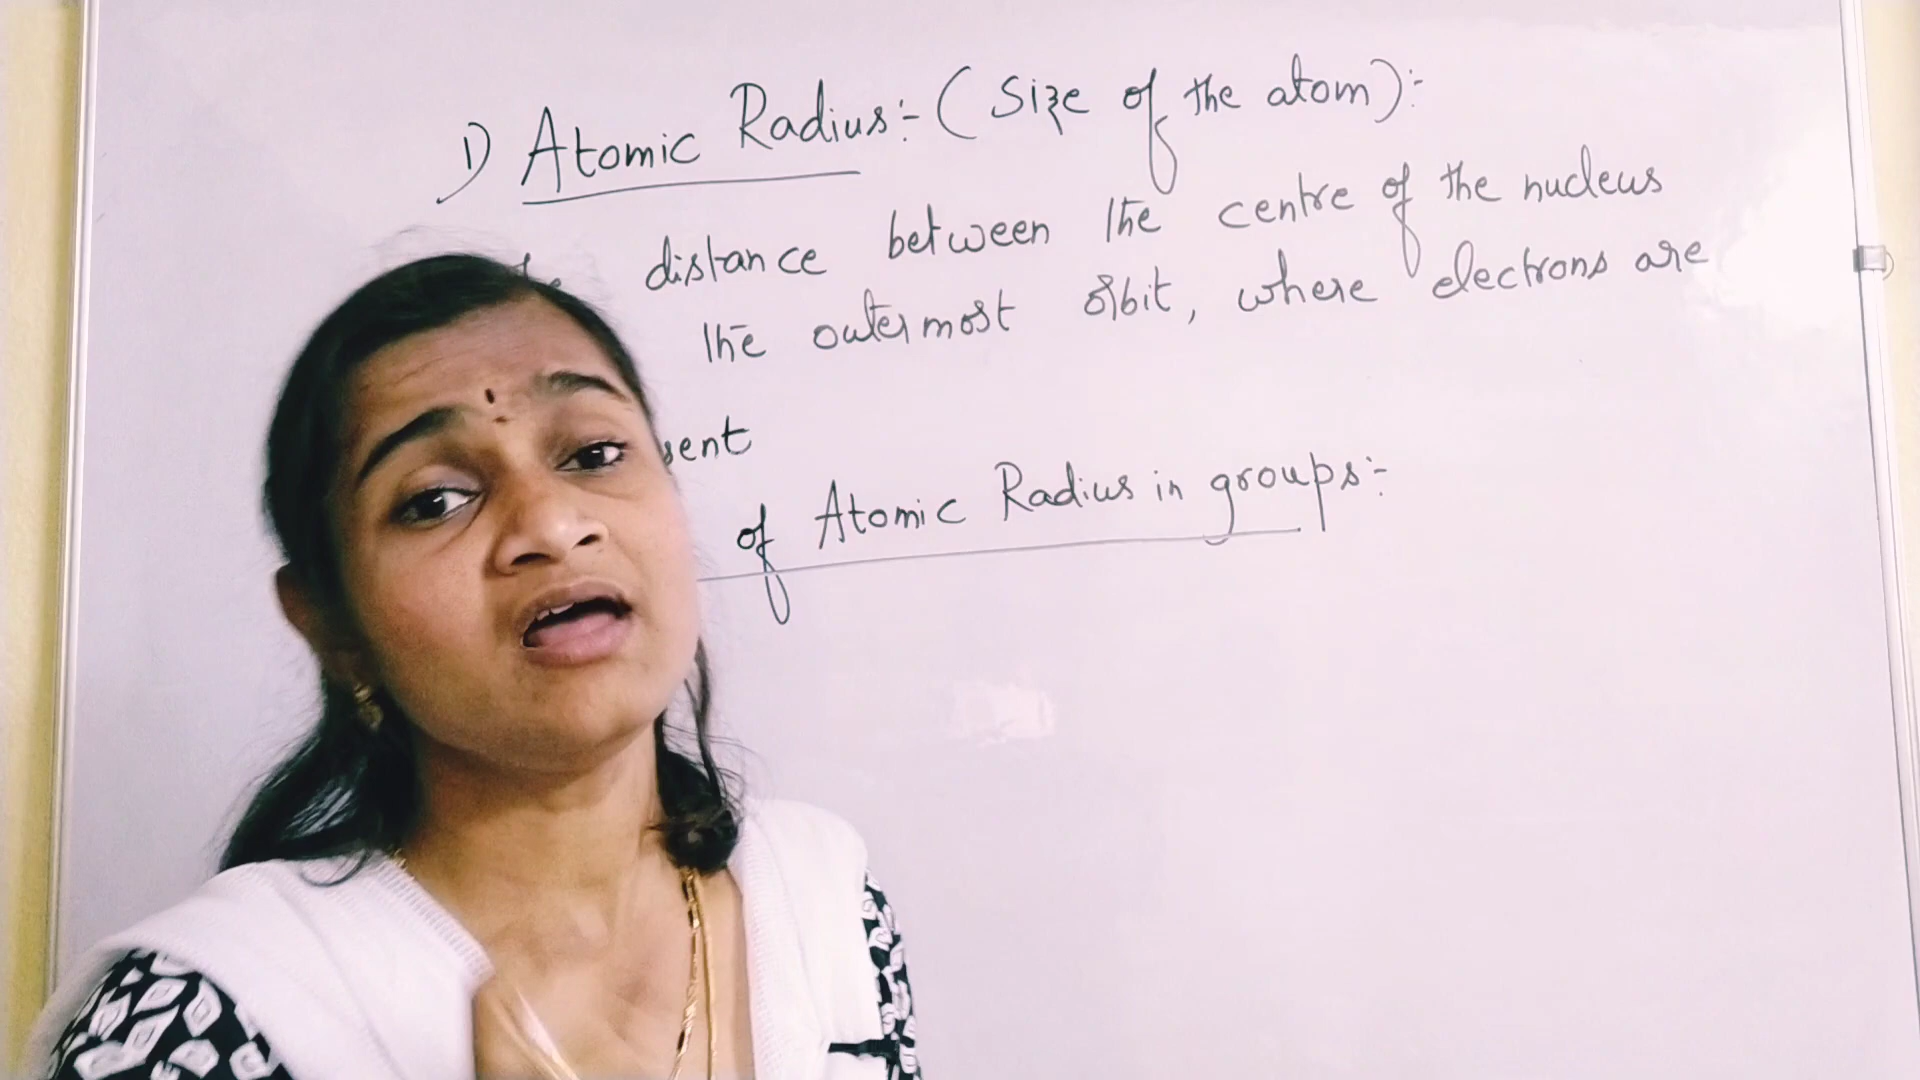 1) Atomic Radius:- (Size of the atom):-
distance between the centre of the nucleus
the outermost orbit, where electrons are
sent
of Atomic Radius in groups:-